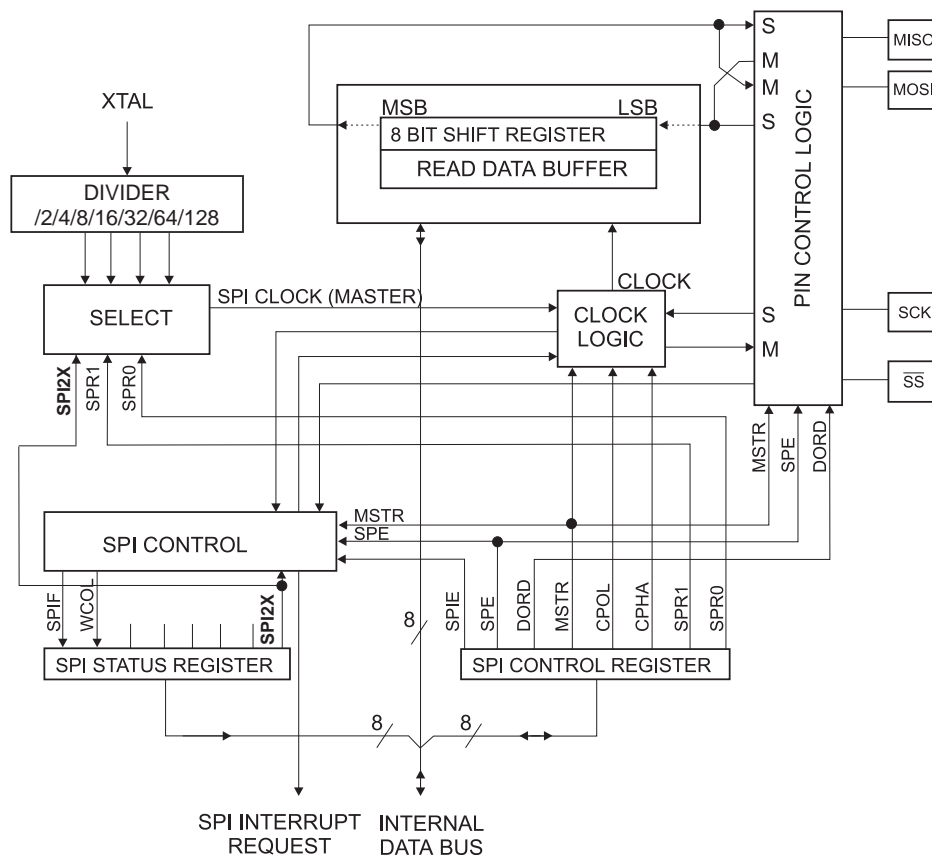 S
MISO
M
XTAL
MSB
LSB
M
MOSI
8 BIT SHIFT REGISTER
S
READ DATA BUFFER
PIN CONTROL LOGIC
DIVIDER
/2/4/8/16/32/64/128
SPI CLOCK (MASTER)
CLOCK
SELECT
CLOCK
LOGIC
S
SCK
M
SS
SPI2X
SPR1
SPR0
MSTR
SPE
DORD
MSTR
SPE
SPI CONTROL
SPIF
WCOL
SPI2X
8
SPIE
SPE
DORD
MSTR
CPOL
CPHA
SPR1
SPR0
SPI STATUS REGISTER
SPI CONTROL REGISTER
8
8
SPI INTERRUPT
REQUEST
INTERNAL
DATA BUS